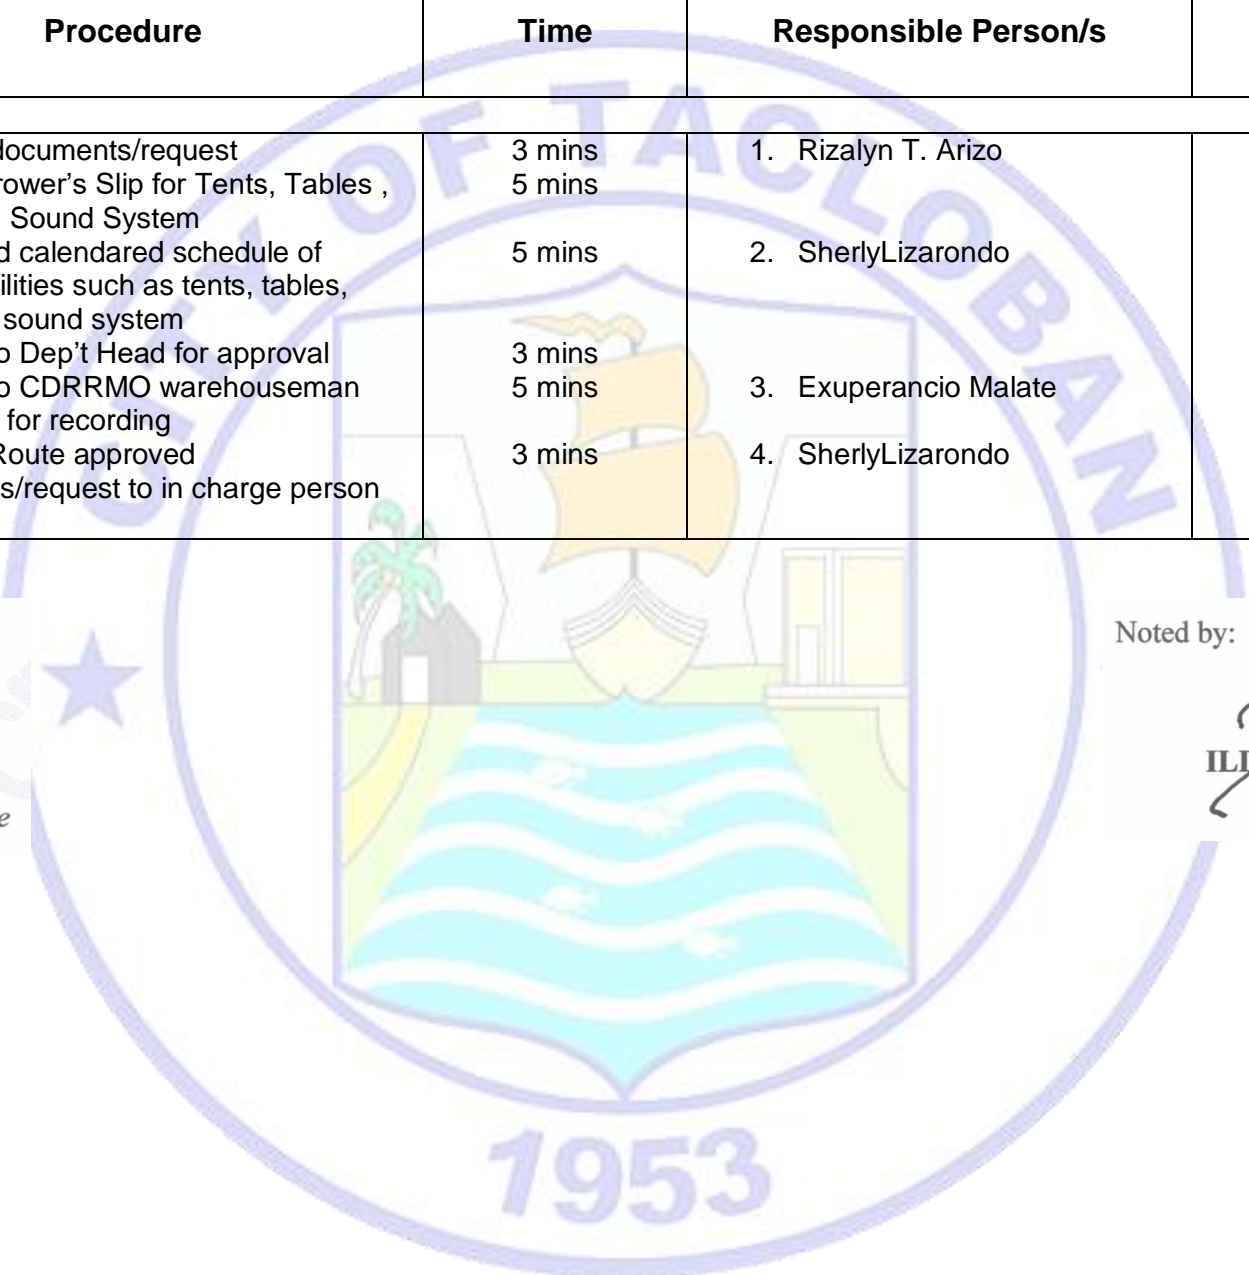 Procedure Time Responsible Person/s
documents/request 3 mins 1. Rizalyn T. Arizo
rower's Slip for Tents, Tables , 5 mins
Sound System
d calendared schedule of 5 mins 2. SherlyLizarondo
ilities such as tents, tables,
sound system
o Dep't Head for approval 3 mins
o CDRRMO warehouseman 5 mins 3. Exuperancio Malate
for recording
Route approved 3 mins 4. SherlyLizarondo
s/request to in charge person
Noted by:
ILI
e
CITY OF TACLOBAN
1953